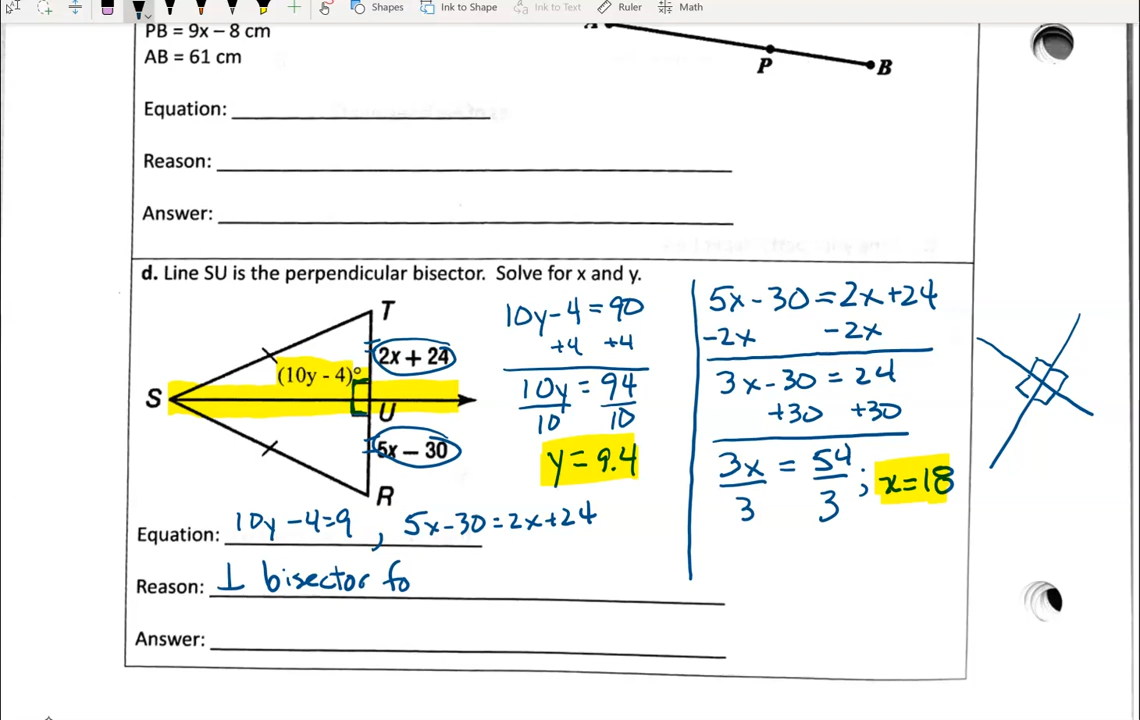 Shapes Ink to Shape Ink to Text Ruler Math
PB = 9x – 8 cm
AB = 61 cm
A
P
B
Equation:
Reason:
Answer:
d. Line SU is the perpendicular bisector. Solve for x and y.
T
2x + 24
(10y - 4)°
S
U
5x – 30
R
10y-4=90
+4 +4
10y = 94
10 10
y=9.4
5x-30=2x+24
-2x -2x
3x-30=24
+30 +30
3x = 54 ; x=18
3 3
Equation: 10y-4=9 , 5x-30=2x+24
Reason: ⊥ bisector fo
Answer: